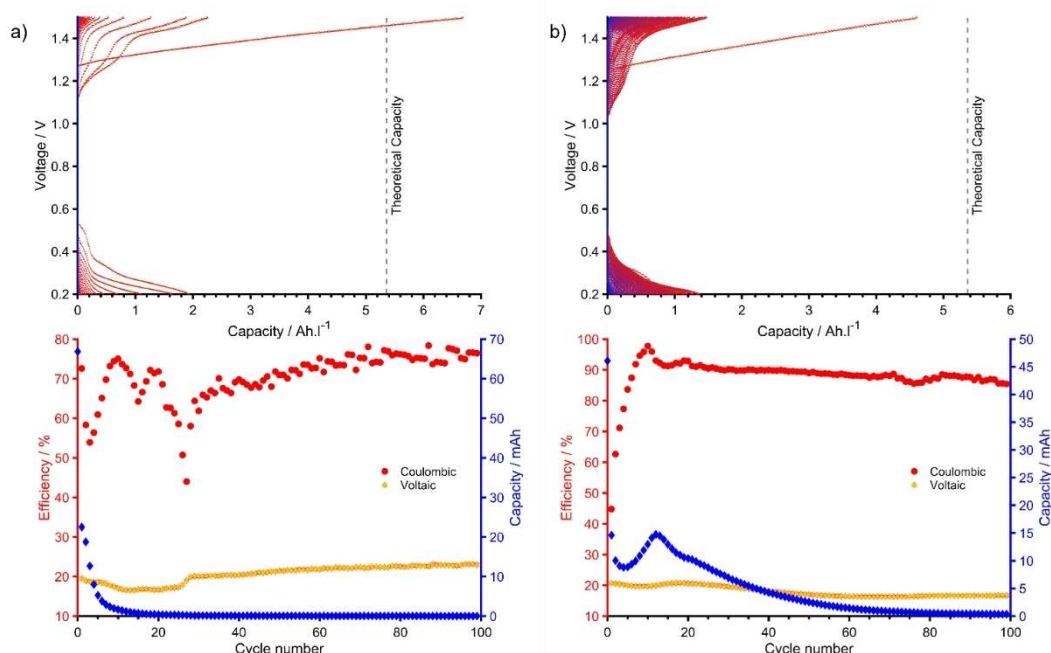 a)
1.4
1.2
1.0
0.8
0.6
0.4
0.2
Voltage / V
Theoretical Capacity
0 1 2 3 4 5 6 7
Capacity / Ah.l⁻¹
b)
1.4
1.2
1.0
0.8
0.6
0.4
0.2
Voltage / V
Theoretical Capacity
0 1 2 3 4 5 6
Capacity / Ah.l⁻¹
80
70
60
50
40
30
20
10
Efficiency / %
Coulombic
Voltaic
70
60
50
40
30
20
10
0
Capacity / mAh
0 20 40 60 80 100
Cycle number
100
90
80
70
60
50
40
30
20
10
Efficiency / %
Coulombic
Voltaic
50
45
40
35
30
25
20
15
10
5
0
Capacity / mAh
0 20 40 60 80 100
Cycle number